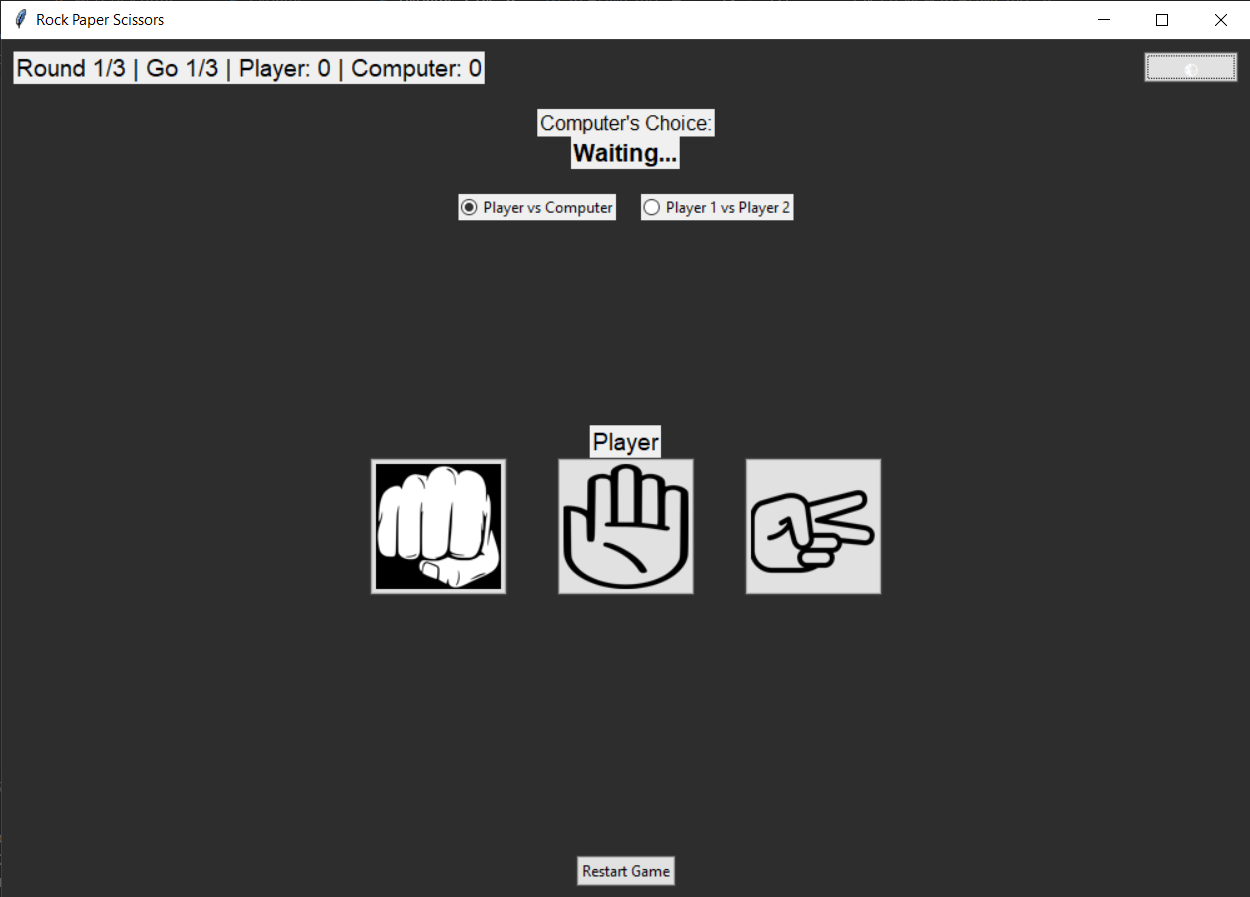 Rock Paper Scissors
Round 1/3 | Go 1/3 | Player: 0 | Computer: 0
Computer's Choice:
Waiting...
Player vs Computer
Player 1 vs Player 2
Player
Restart Game